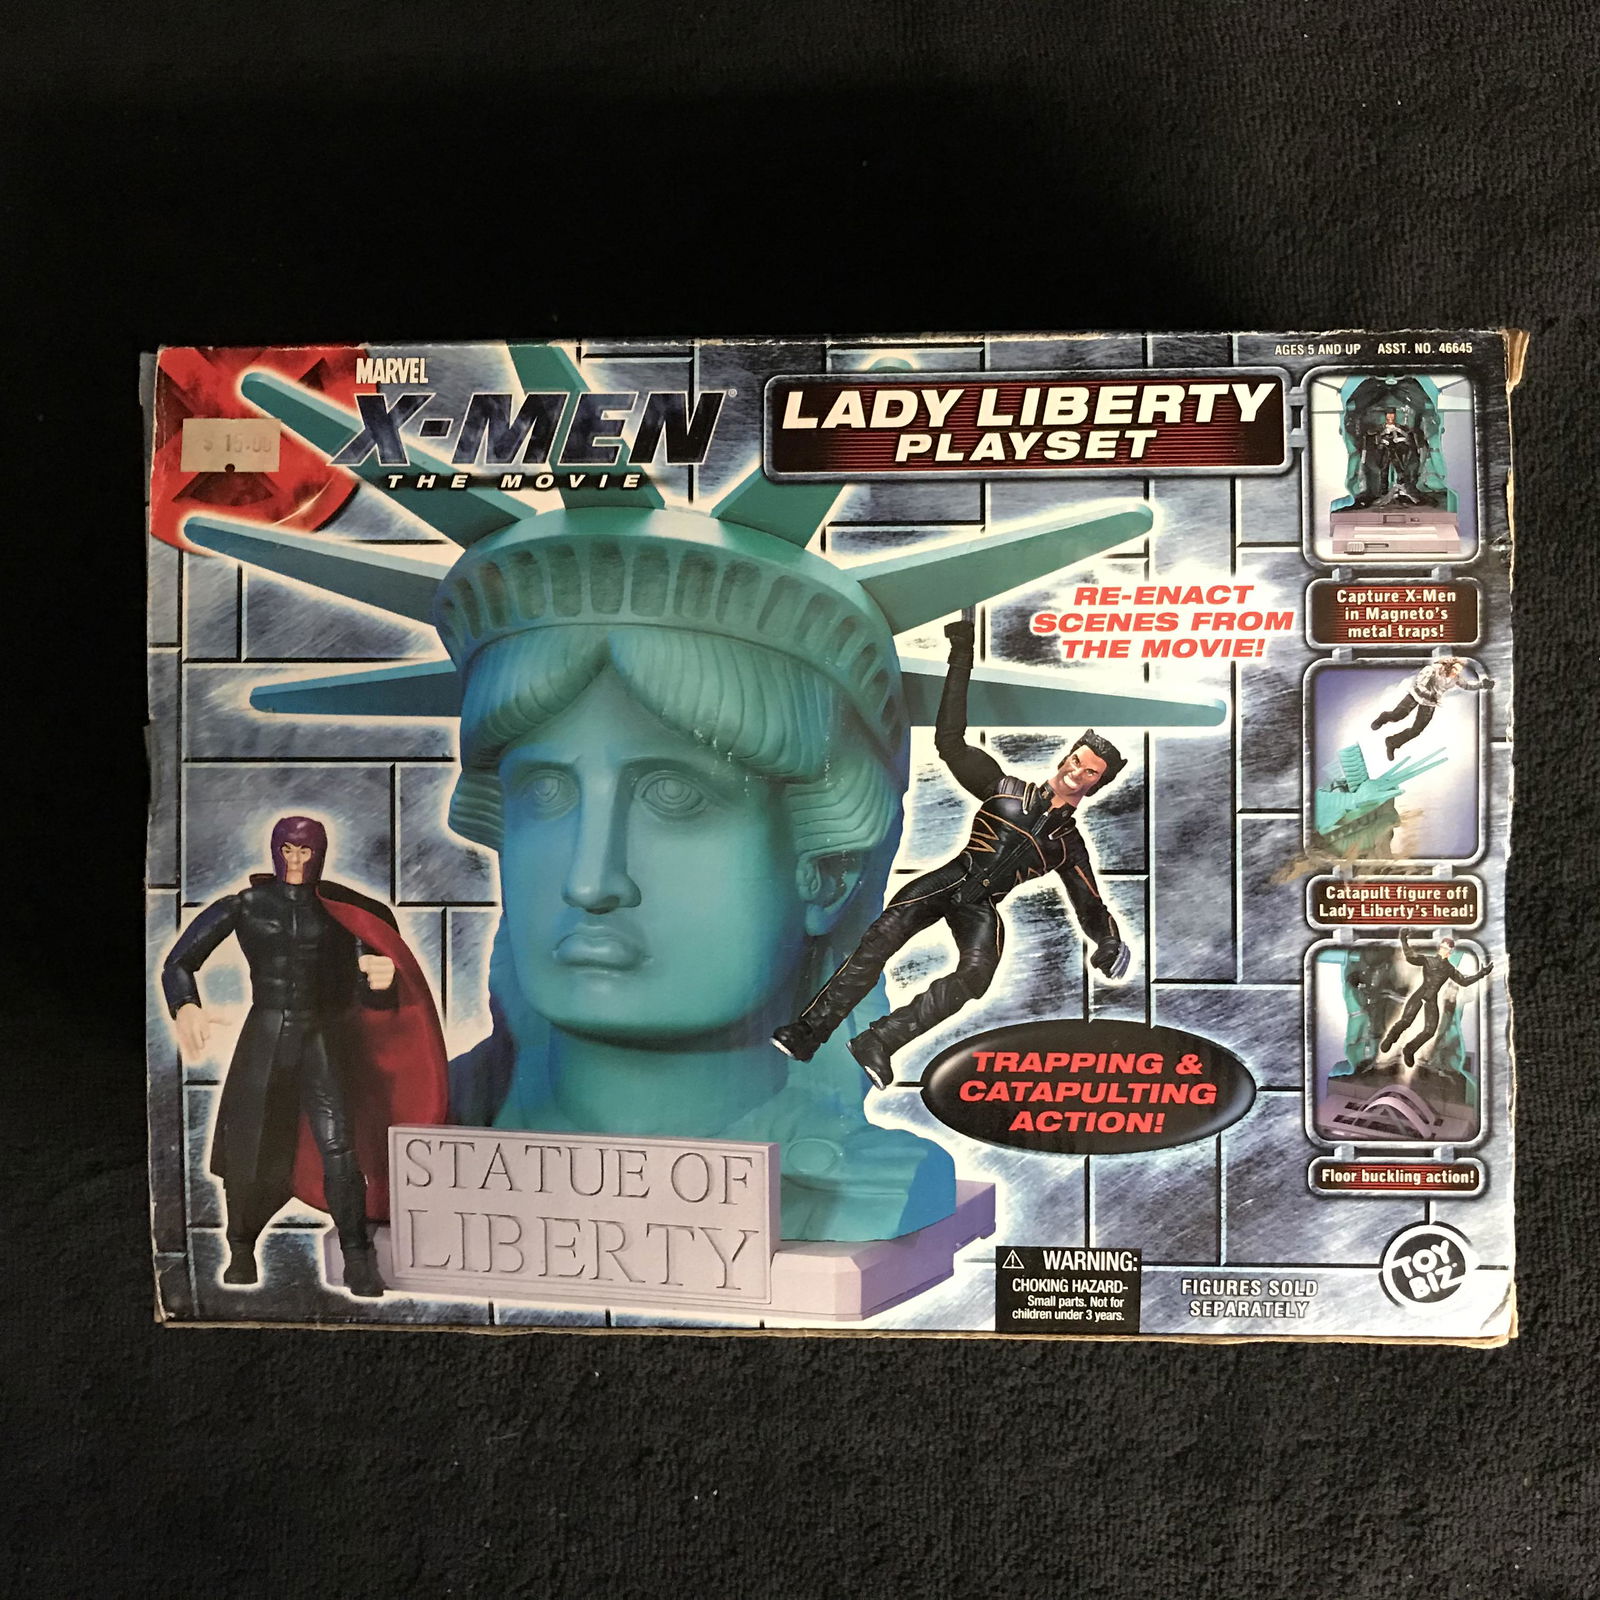 AGES 5 AND UP ASST. NO. 46645
MARVEL
X-MEN®
THE MOVIE
$ 15.00
LADY LIBERTY
PLAYSET
RE-ENACT
SCENES FROM
THE MOVIE!
Capture X-Men
in Magneto's
metal traps!
Catapult figure off
Lady Liberty's head!
TRAPPING &
CATAPULTING
ACTION!
Floor buckling action!
STATUE OF
LIBERTY
WARNING:
CHOKING HAZARD-
Small parts. Not for
children under 3 years.
FIGURES SOLD
SEPARATELY
TOY
BIZ